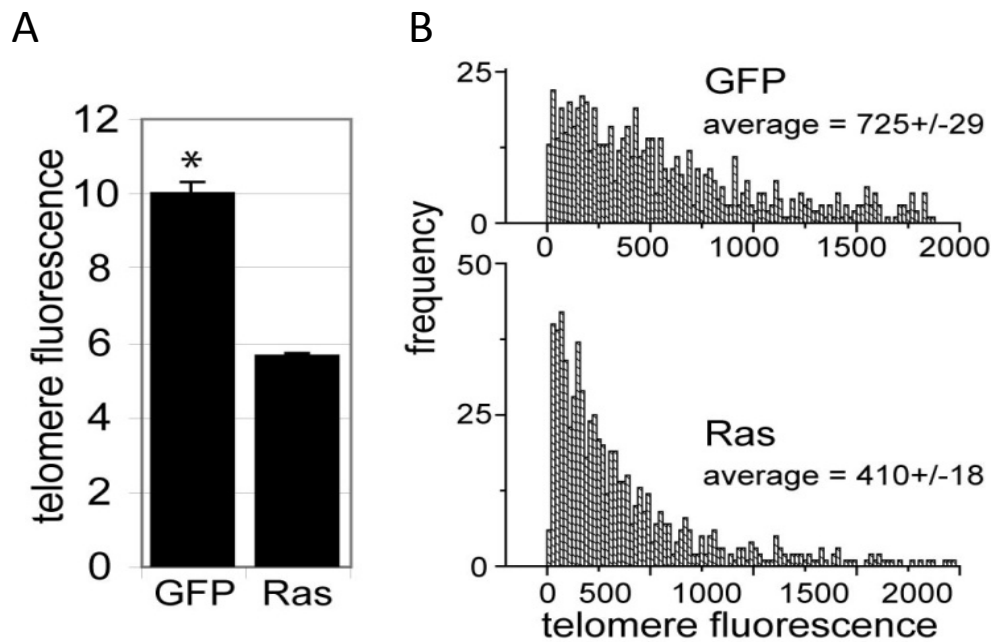 A
telomere fluorescence
12
10
8
6
4
2
0
*
GFP Ras
B
frequency
25
0
GFP
average = 725+/-29
0 500 1000 1500 2000
50
25
0
Ras
average = 410+/-18
0 500 1000 1500 2000
telomere fluorescence